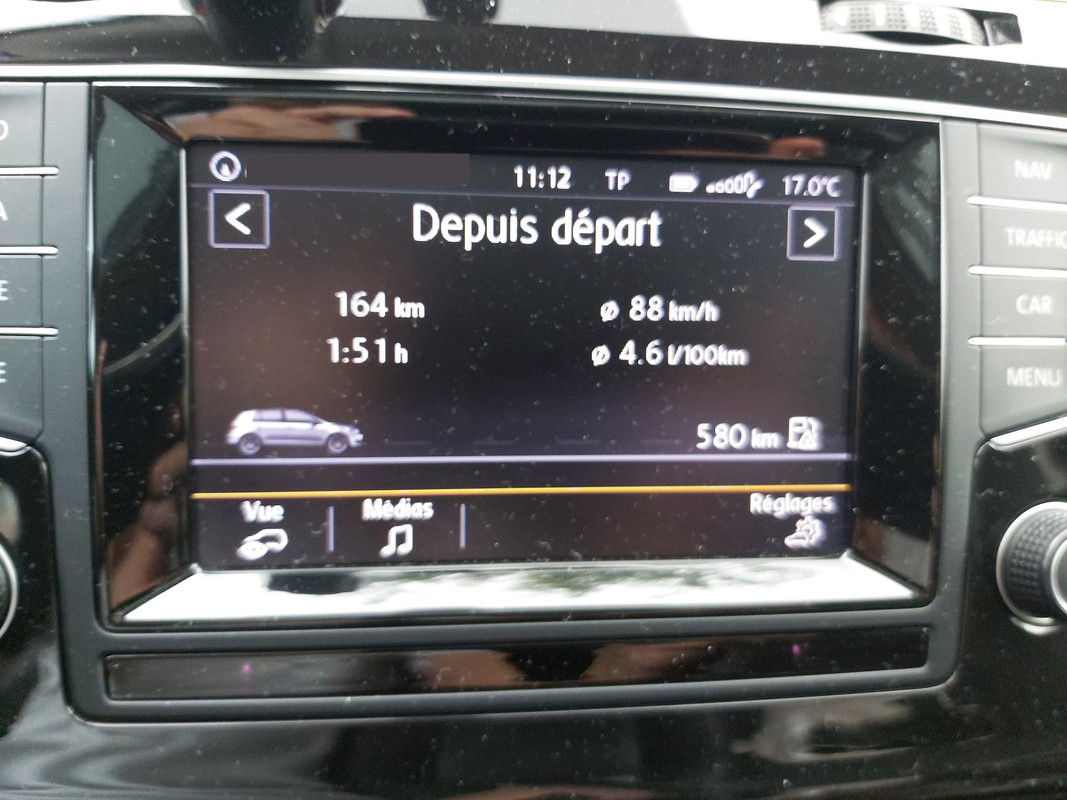 11:12 TP 17.0°C
Depuis départ
164 km ø 88 km/h
1:51 h ø 4.6 l/100km
580 km
Vue Médias Réglages
NAV
TRAFFIC
CAR
MENU